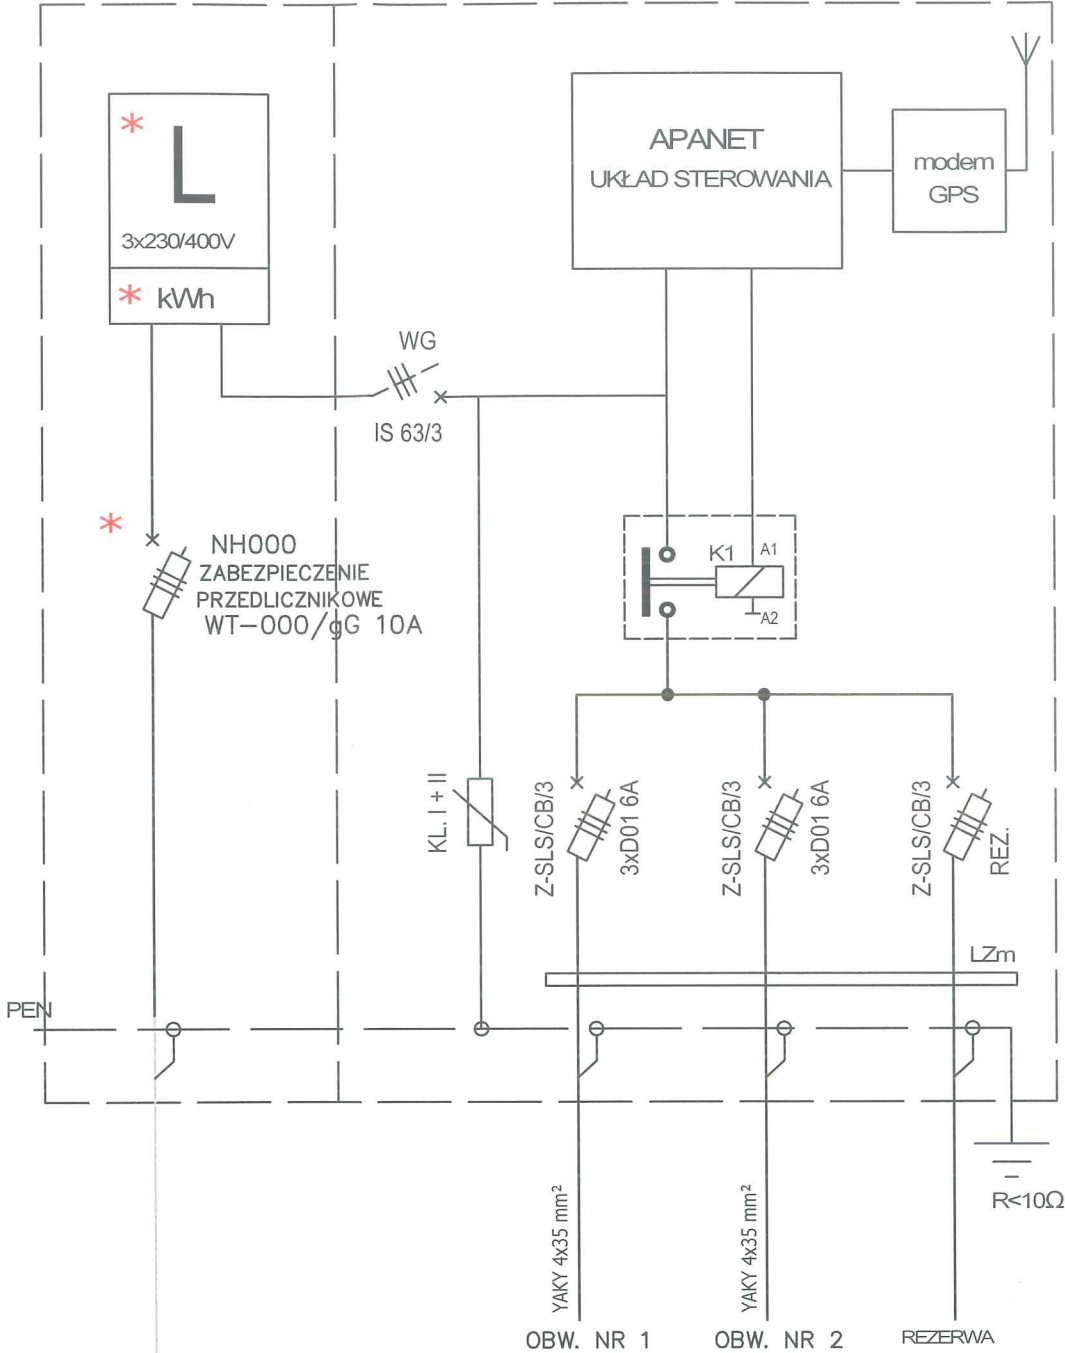 * L
3x230/400V
* kWh
APANET
UKŁAD STEROWANIA
modem
GPS
WG
IS 63/3
*
NH000
ZABEZPIECZENIE
PRZEDLICZNIKOWE
WT-000/gG 10A
K1
A1
A2
KL. I + II
Z-SLS/CB/3
3xD01 6A
Z-SLS/CB/3
3xD01 6A
Z-SLS/CB/3
REZ.
LZm
PEN
R<10Ω
YAKY 4x35 mm²
YAKY 4x35 mm²
OBW. NR 1
OBW. NR 2
REZERWA